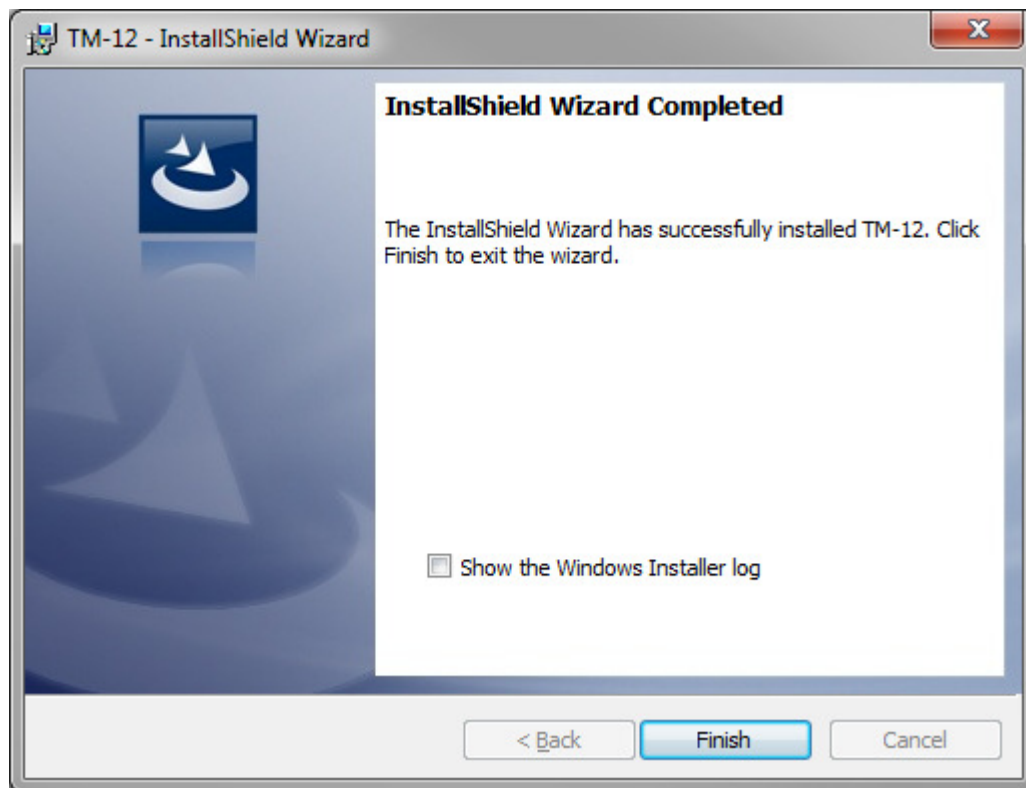 TM-12 - InstallShield Wizard
InstallShield Wizard Completed
The InstallShield Wizard has successfully installed TM-12. Click
Finish to exit the wizard.
Show the Windows Installer log
< Back
Finish
Cancel